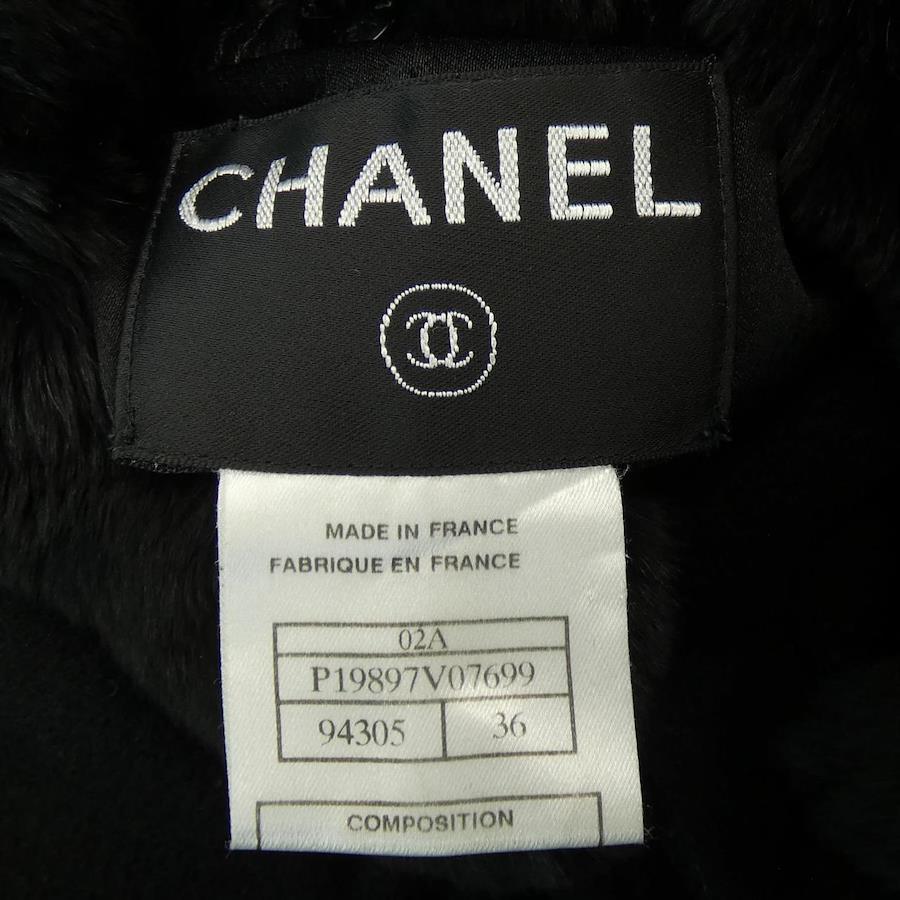 CHANEL
MADE IN FRANCE
FABRIQUE EN FRANCE
02A
P19897V07699
94305 36
COMPOSITION